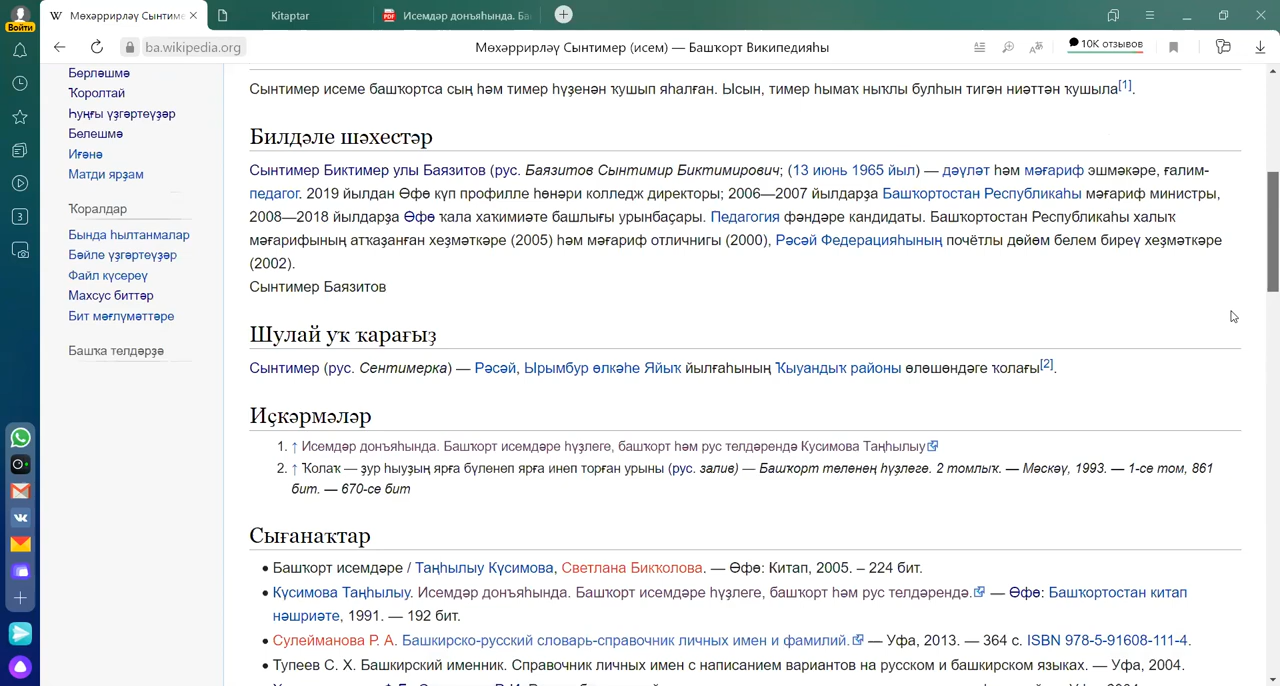 Войти
Мөхәррирләү Сынтиме
Kitaptar
Исемдәр донъяһында. Ба
ba.wikipedia.org
Мөхәррирләү Сынтимер (исем) — Башҡорт Википедияһы
10К отзывов
Берләшмә
Ҡоролтай
Һуңғы үҙгәртеүҙәр
Белешмә
Иғәнә
Матди ярҙам
Ҡоралдар
Бында һылтанмалар
Бәйле үҙгәртеүҙәр
Файл күсереү
Махсус биттәр
Бит мәғлүмәттәре
Башҡа телдәрҙә
Сынтимер исеме башҡортса сың һәм тимер һүҙенән ҡушып яһалған. Ысын, тимер һымаҡ ныҡлы булһын тигән ниәттән ҡушыла[1].
Билдәле шәхестәр
Сынтимер Биктимер улы Баязитов (рус. Баязитов Сынтимир Биктимирович; (13 июнь 1965 йыл) — дәүләт һәм мәғариф эшмәкәре, ғалим-
педагог. 2019 йылдан Өфө күп профилле һөнәри колледж директоры; 2006—2007 йылдарҙа Башҡортостан Республикаһы мәғариф министры,
2008—2018 йылдарҙа Өфө ҡала хаҡимиәте башлығы урынбаҫары. Педагогия фәндәре кандидаты. Башҡортостан Республикаһы халыҡ
мәғарифының атҡаҙанған хеҙмәткәре (2005) һәм мәғариф отличнигы (2000), Рәсәй Федерацияһының почётлы дөйөм белем биреү хеҙмәткәре
(2002).
Сынтимер Баязитов
Шулай уҡ ҡарағыҙ
Сынтимер (рус. Сентимерка) — Рәсәй, Ырымбур өлкәһе Яйыҡ йылғаһының Ҡыуандыҡ районы өлөшөндәге ҡолағы[2].
Иҫкәрмәләр
1. ↑ Исемдәр донъяһында. Башҡорт исемдәре һүҙлеге, башҡорт һәм рус телдәрендә Кусимова Таңһылыу
2. ↑ Ҡолаҡ — ҙур һыуҙың ярға бүленеп ярға инеп торған урыны (рус. залив) — Башҡорт теленең һүҙлеге. 2 томлыҡ. — Мәскәү, 1993. — 1-се том, 861
бит. — 670-се бит
Сығанаҡтар
• Башҡорт исемдәре / Таңһылыу Күсимова, Светлана Бикҡолова. — Өфө: Китап, 2005. – 224 бит.
• Күсимова Таңһылыу. Исемдәр донъяһында. Башҡорт исемдәре һүҙлеге, башҡорт һәм рус телдәрендә. — Өфө: Башҡортостан китап
нәшриәте, 1991. — 192 бит.
• Сулейманова Р. А. Башкирско-русский словарь-справочник личных имен и фамилий. — Уфа, 2013. — 364 с. ISBN 978-5-91608-111-4.
• Тупеев С. Х. Башкирский именник. Справочник личных имен с написанием вариантов на русском и башкирском языках. — Уфа, 2004.